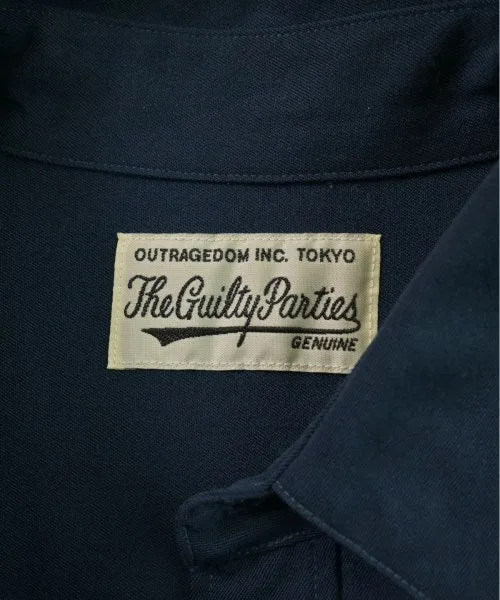 OUTRAGEDOM INC. TOKYO
The Guilty Parties
GENUINE